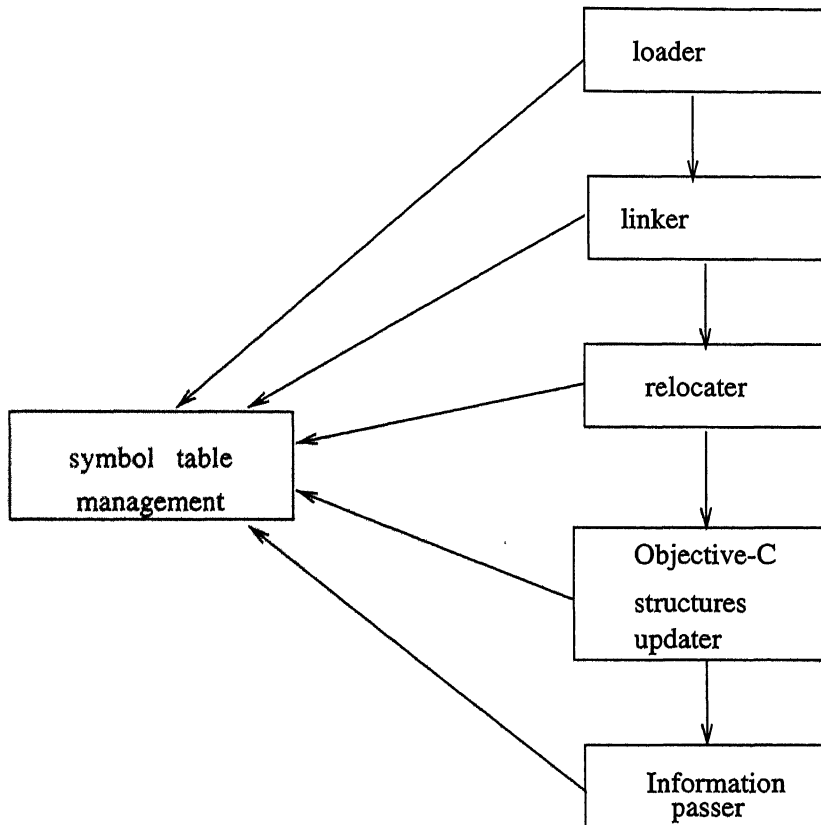 loader
linker
relocater
symbol table
management
Objective-C
structures
updater
Information
passer